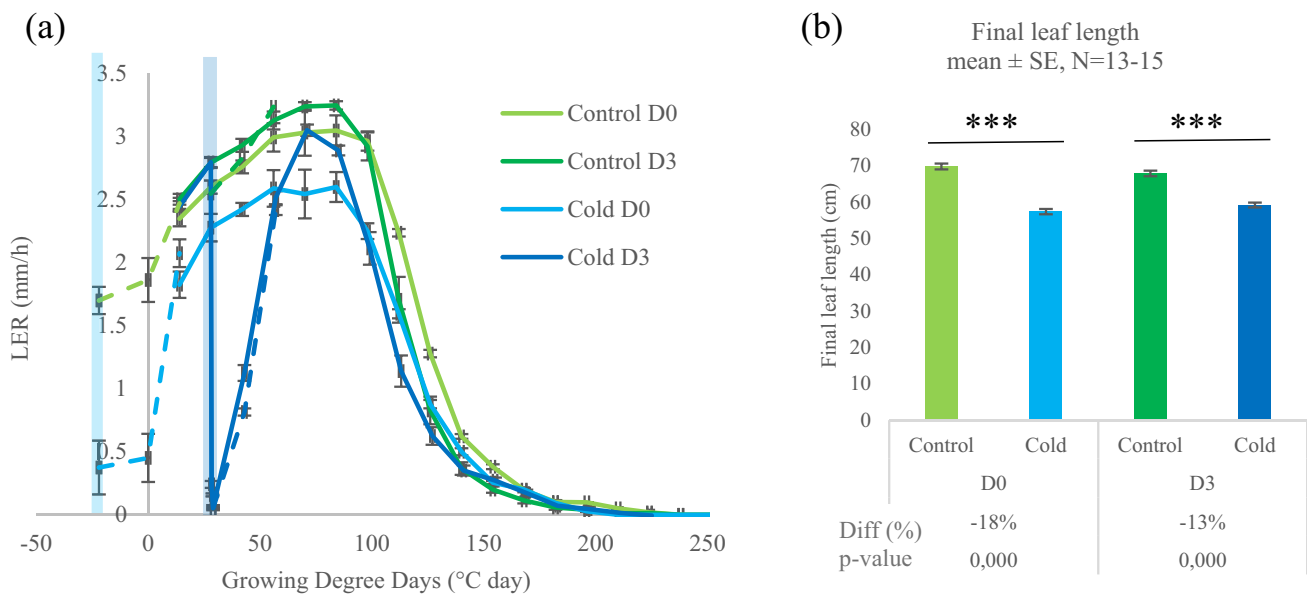 (a)
3.5
3
2.5
2
1.5
1
0.5
0
LER (mm/h)
-50 0 50 100 150 200 250
Growing Degree Days (°C day)
Control D0
Control D3
Cold D0
Cold D3
(b)
Final leaf length
mean ± SE, N=13-15
*** ***
80
70
60
50
40
30
20
10
0
Final leaf length (cm)
Control Cold Control Cold
D0 D3
Diff (%) -18% -13%
p-value 0,000 0,000